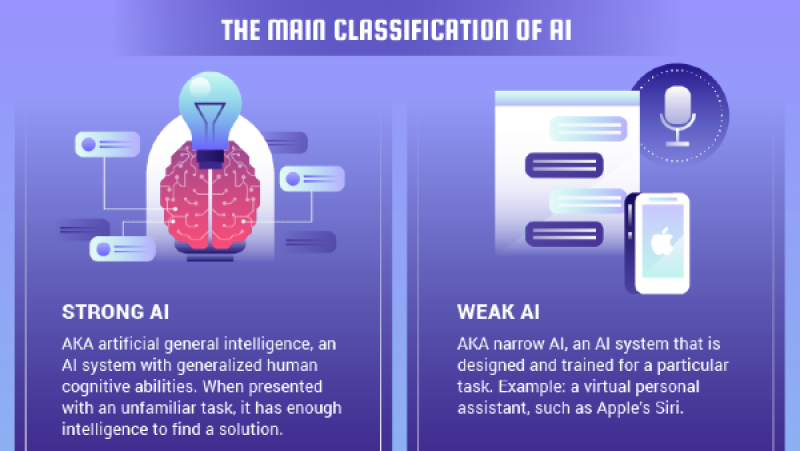 THE MAIN CLASSIFICATION OF AI
STRONG AI
AKA artificial general intelligence, an
AI system with generalized human
cognitive abilities. When presented
with an unfamiliar task, it has enough
intelligence to find a solution.
WEAK AI
AKA narrow AI, an AI system that is
designed and trained for a particular
task. Example: a virtual personal
assistant, such as Apple's Siri.